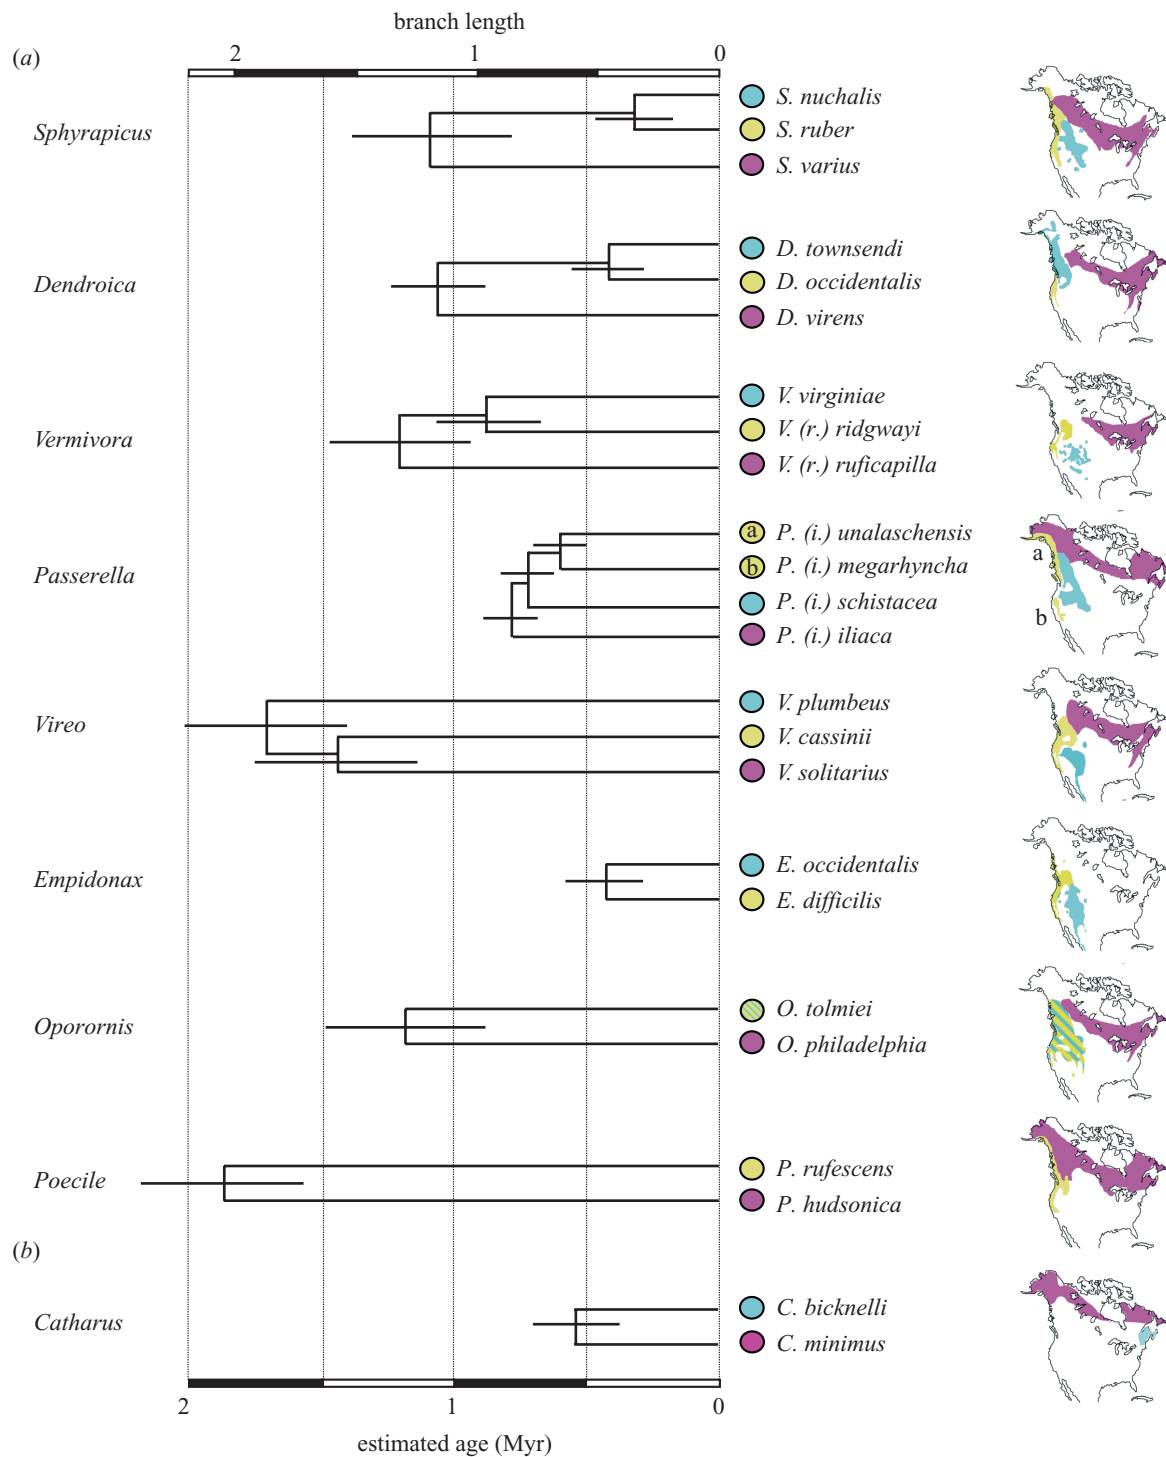 branch length
(a)
2 1 0
Sphyrapicus
S. nuchalis
S. ruber
S. varius
Dendroica
D. townsendi
D. occidentalis
D. virens
Vermivora
V. virginiae
V. (r.) ridgwayi
V. (r.) ruficapilla
Passerella
a P. (i.) unalaschensis
b P. (i.) megarhyncha
P. (i.) schistacea
P. (i.) iliaca
a
b
Vireo
V. plumbeus
V. cassinii
V. solitarius
Empidonax
E. occidentalis
E. difficilis
Oporornis
O. tolmiei
O. philadelphia
Poecile
P. rufescens
P. hudsonica
(b)
Catharus
C. bicknelli
C. minimus
2 1 0
estimated age (Myr)